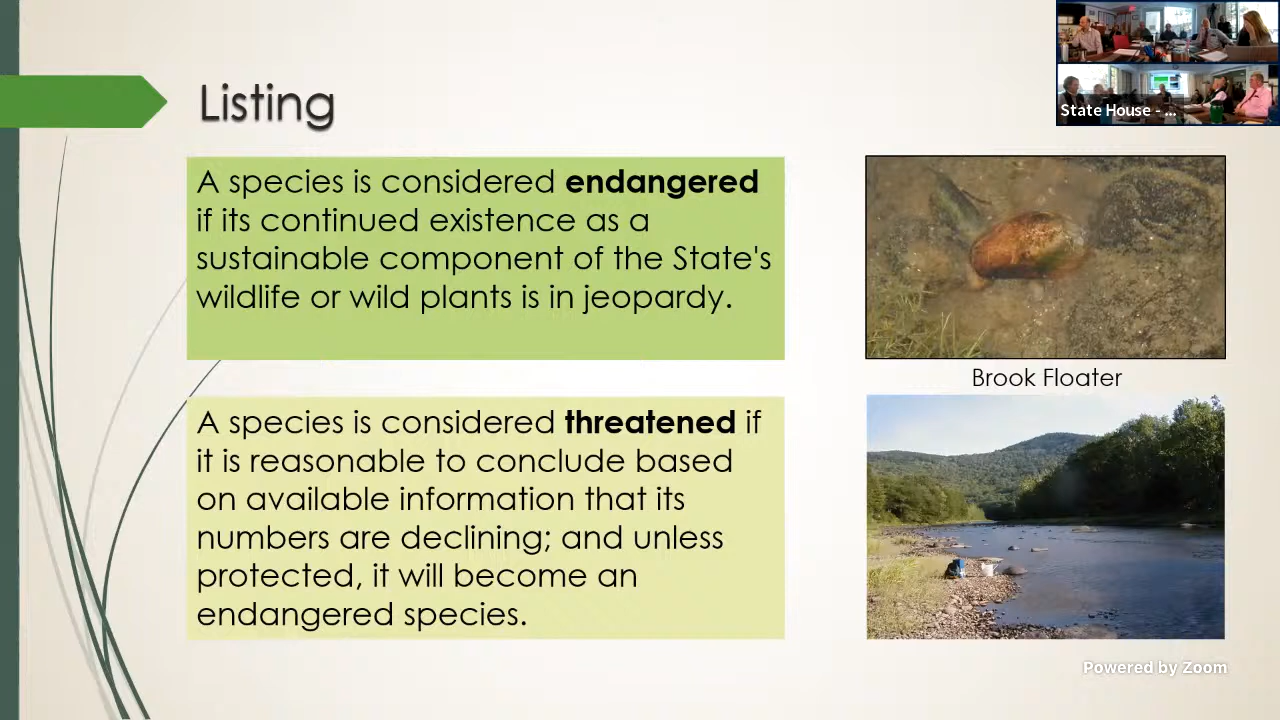 State House - ...
Listing
A species is considered endangered
if its continued existence as a
sustainable component of the State's
wildlife or wild plants is in jeopardy.
A species is considered threatened if
it is reasonable to conclude based
on available information that its
numbers are declining; and unless
protected, it will become an
endangered species.
Brook Floater
Powered by Zoom